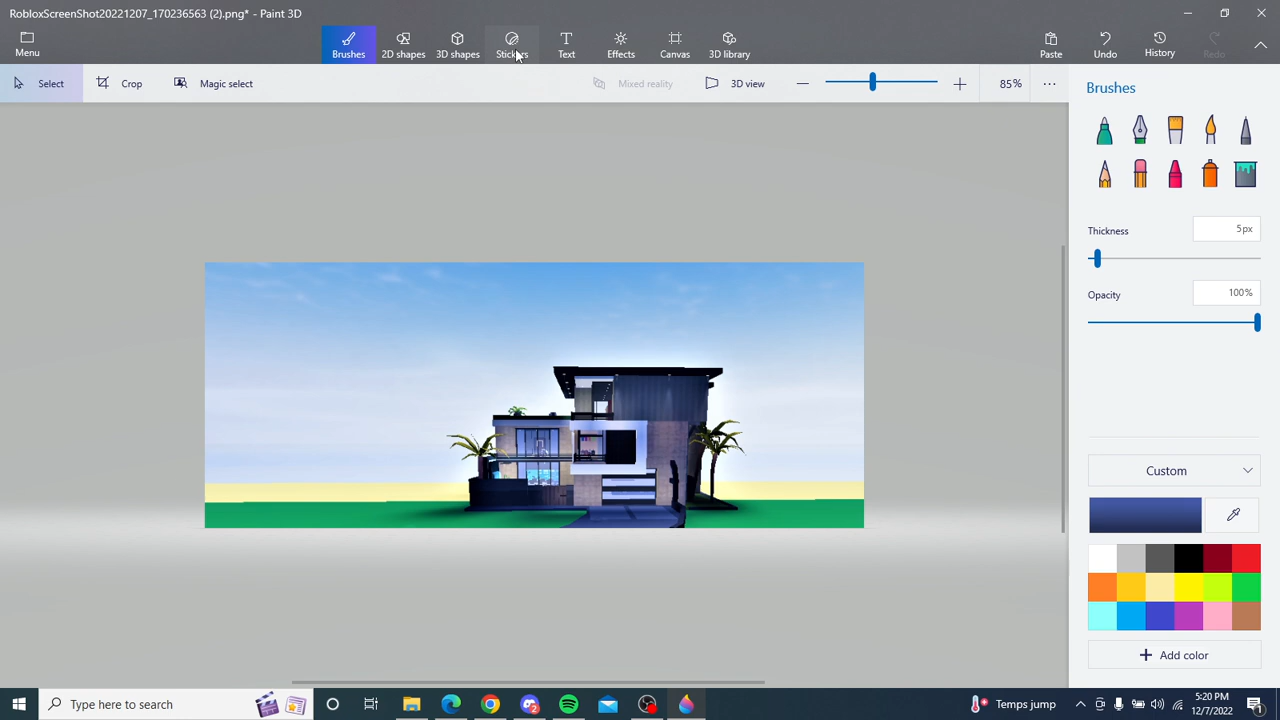 RobloxScreenShot20221207_170236563 (2).png* - Paint 3D
Menu
Brushes
2D shapes
3D shapes
Stickers
Text
Effects
Canvas
3D library
Paste
Undo
History
Redo
Select
Crop
Magic select
Mixed reality
3D view
85%
Brushes
Thickness
5px
Opacity
100%
Custom
Add color
Type here to search
Temps jump
5:20 PM
12/7/2022
1